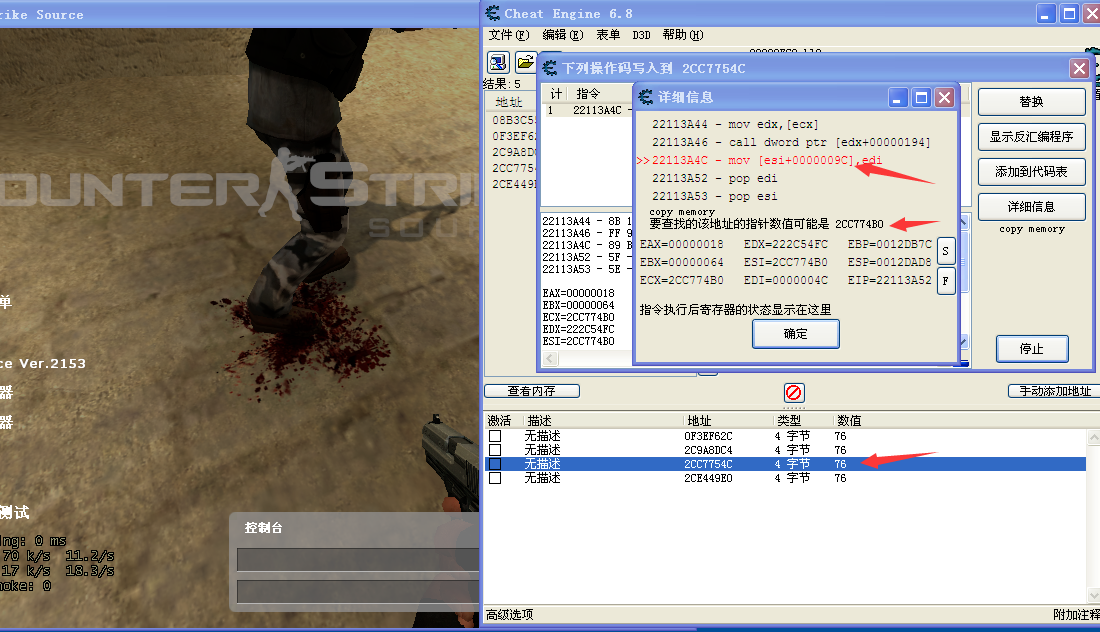 rike Source
OUNTER STRI
SOU
单
ce Ver.2153
器
器
测试
ing: 0 ms
70 k/s 11.2/s
17 k/s 18.3/s
hoke: 0
控制台
Cheat Engine 6.8
文件(F) 编辑(E) 表单 D3D 帮助(H)
结果: 5
地址
08B3C5
0F3EF62
2C9A8D
2CC7754
2CE449
下列操作码写入到 2CC7754C
计 指令
1 22113A4C -
22113A44 - 8B 1
22113A46 - FF 9
22113A4C - 89 B
22113A52 - 5F -
22113A53 - 5E -
EAX=00000018
EBX=00000064
ECX=2CC774B0
EDX=222C54FC
ESI=2CC774B0
替换
显示反汇编程序
添加到代码表
详细信息
copy memory
停止
详细信息
22113A44 - mov edx,[ecx]
22113A46 - call dword ptr [edx+00000194]
>>22113A4C - mov [esi+0000009C],edi
22113A52 - pop edi
22113A53 - pop esi
copy memory
要查找的该地址的指针数值可能是 2CC774B0
EAX=00000018 EDX=222C54FC EBP=0012DB7C
EBX=00000064 ESI=2CC774B0 ESP=0012DAD8
ECX=2CC774B0 EDI=0000004C EIP=22113A52
S
F
指令执行后寄存器的状态显示在这里
确定
查看内存
手动添加地址
激活 描述 地址 类型 数值
无描述 0F3EF62C 4 字节 76
无描述 2C9A8DC4 4 字节 76
无描述 2CC7754C 4 字节 76
无描述 2CE449E0 4 字节 76
高级选项
附加注释